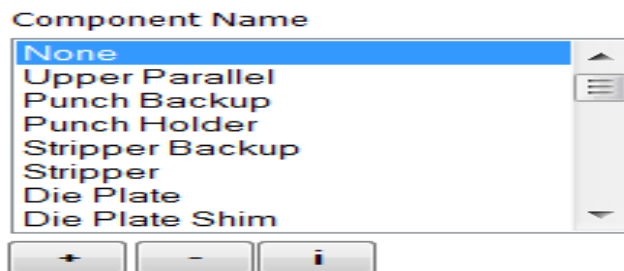 Component Name
None
Upper Parallel
Punch Backup
Punch Holder
Stripper Backup
Stripper
Die Plate
Die Plate Shim
+ - i